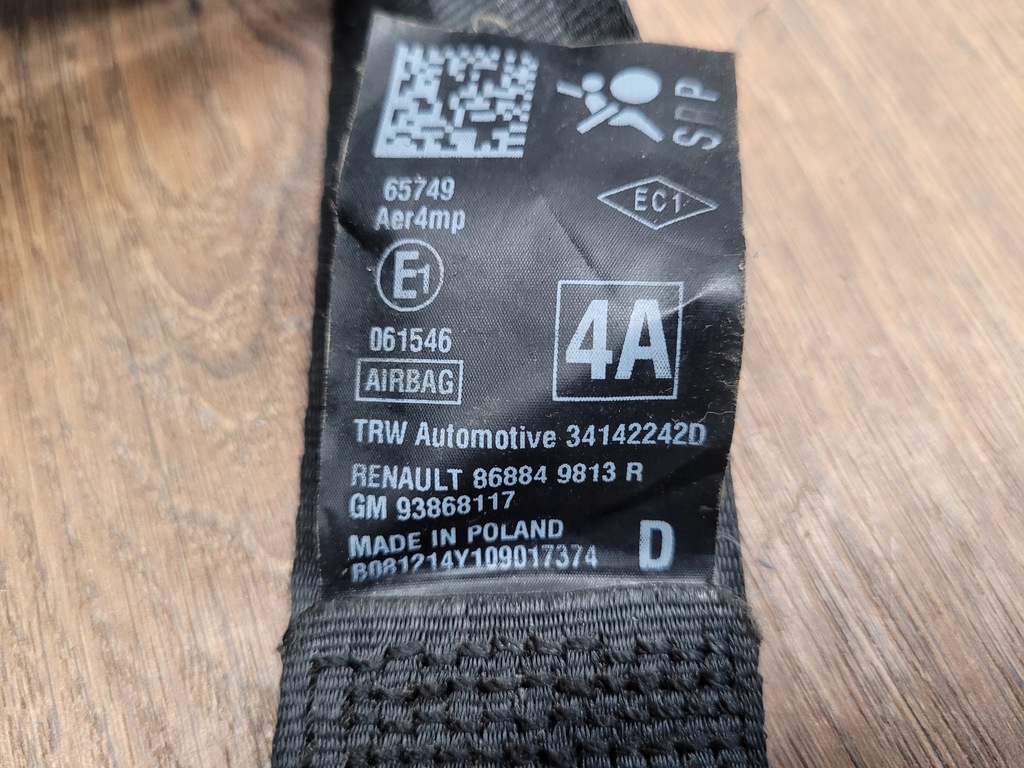 SRP
65749
Aer4mp
EC1
E1
061546
4A
AIRBAG
TRW Automotive 34142242D
RENAULT 86884 9813 R
GM 93868117
MADE IN POLAND
B081214Y109017374
D